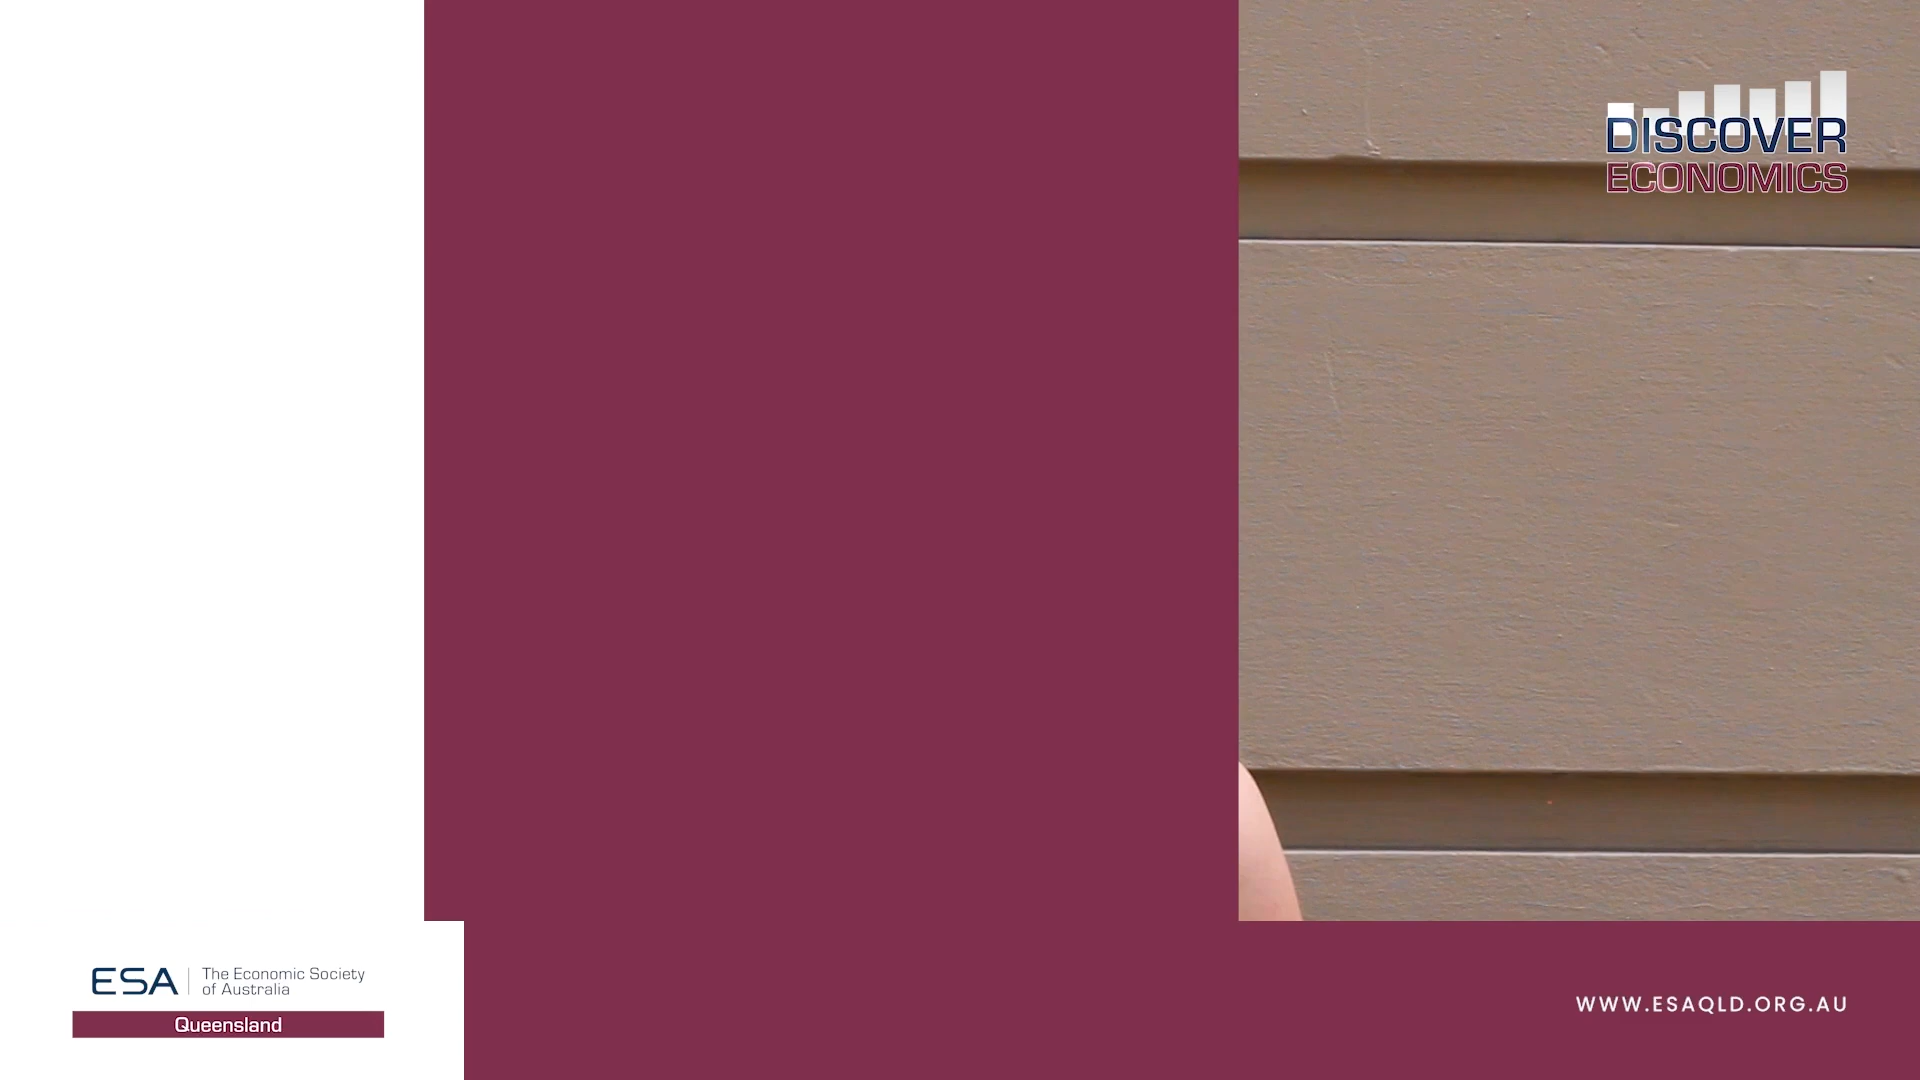 DISCOVER
ECONOMICS
ESA
The Economic Society
of Australia
Queensland
WWW.ESAQLD.ORG.AU